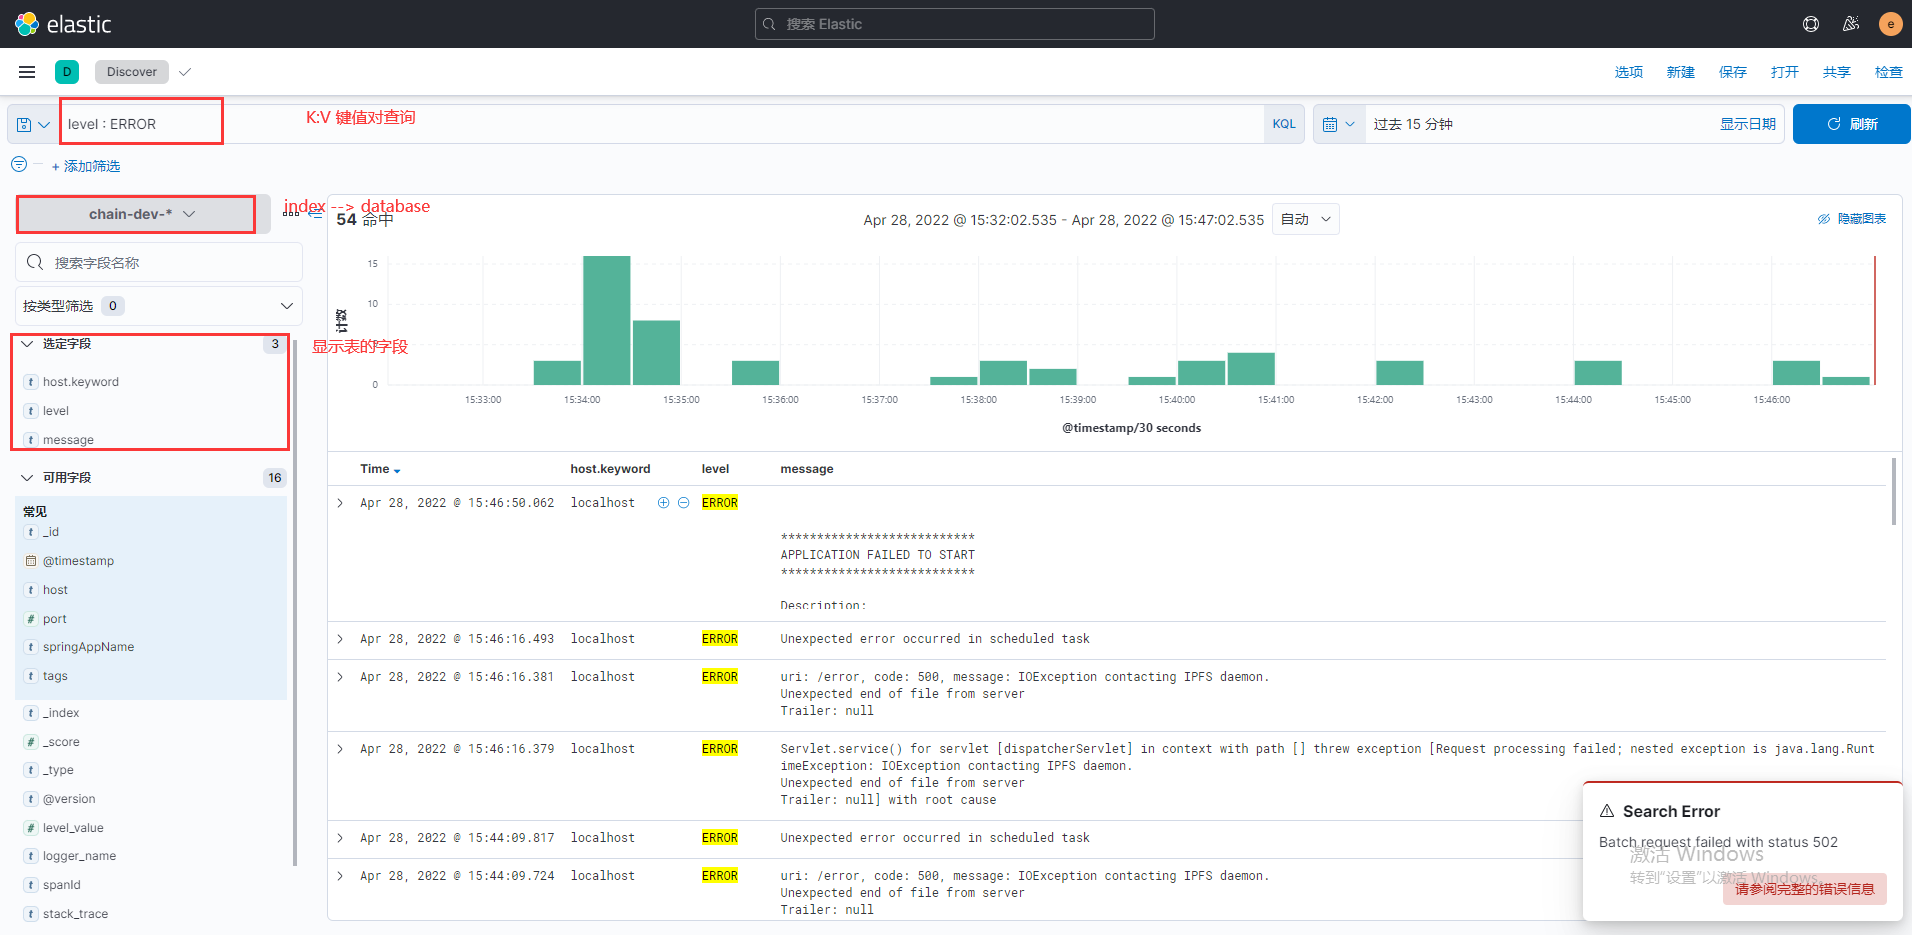 elastic
搜索 Elastic
e
D
Discover
选项
新建
保存
打开
共享
检查
level : ERROR
K:V 键值对查询
KQL
过去 15 分钟
显示日期
刷新
+ 添加筛选
chain-dev-*
index --> database
54 命中
Apr 28, 2022 @ 15:32:02.535 - Apr 28, 2022 @ 15:47:02.535
自动
隐藏图表
搜索字段名称
按类型筛选 0
选定字段 3
显示表的字段
t host.keyword
t level
t message
可用字段 16
常见
t _id
@timestamp
t host
# port
t springAppName
t tags
t _index
# _score
t _type
t @version
# level_value
t logger_name
t spanId
t stack_trace
计数
15
10
0
15:33:00 15:34:00 15:35:00 15:36:00 15:37:00 15:38:00 15:39:00 15:40:00 15:41:00 15:42:00 15:43:00 15:44:00 15:45:00 15:46:00
@timestamp/30 seconds
Time host.keyword level message
Apr 28, 2022 @ 15:46:50.062 localhost ERROR
***************************
APPLICATION FAILED TO START
***************************
Description:
Apr 28, 2022 @ 15:46:16.493 localhost ERROR Unexpected error occurred in scheduled task
Apr 28, 2022 @ 15:46:16.381 localhost ERROR uri: /error, code: 500, message: IOException contacting IPFS daemon.
Unexpected end of file from server
Trailer: null
Apr 28, 2022 @ 15:46:16.379 localhost ERROR Servlet.service() for servlet [dispatcherServlet] in context with path [] threw exception [Request processing failed; nested exception is java.lang.Runt
imeException: IOException contacting IPFS daemon.
Unexpected end of file from server
Trailer: null] with root cause
Apr 28, 2022 @ 15:44:09.817 localhost ERROR Unexpected error occurred in scheduled task
Apr 28, 2022 @ 15:44:09.724 localhost ERROR uri: /error, code: 500, message: IOException contacting IPFS daemon.
Unexpected end of file from server
Trailer: null
Search Error
Batch request failed with status 502
激活 Windows
转到"设置"以激活 Windows。
请参阅完整的错误信息